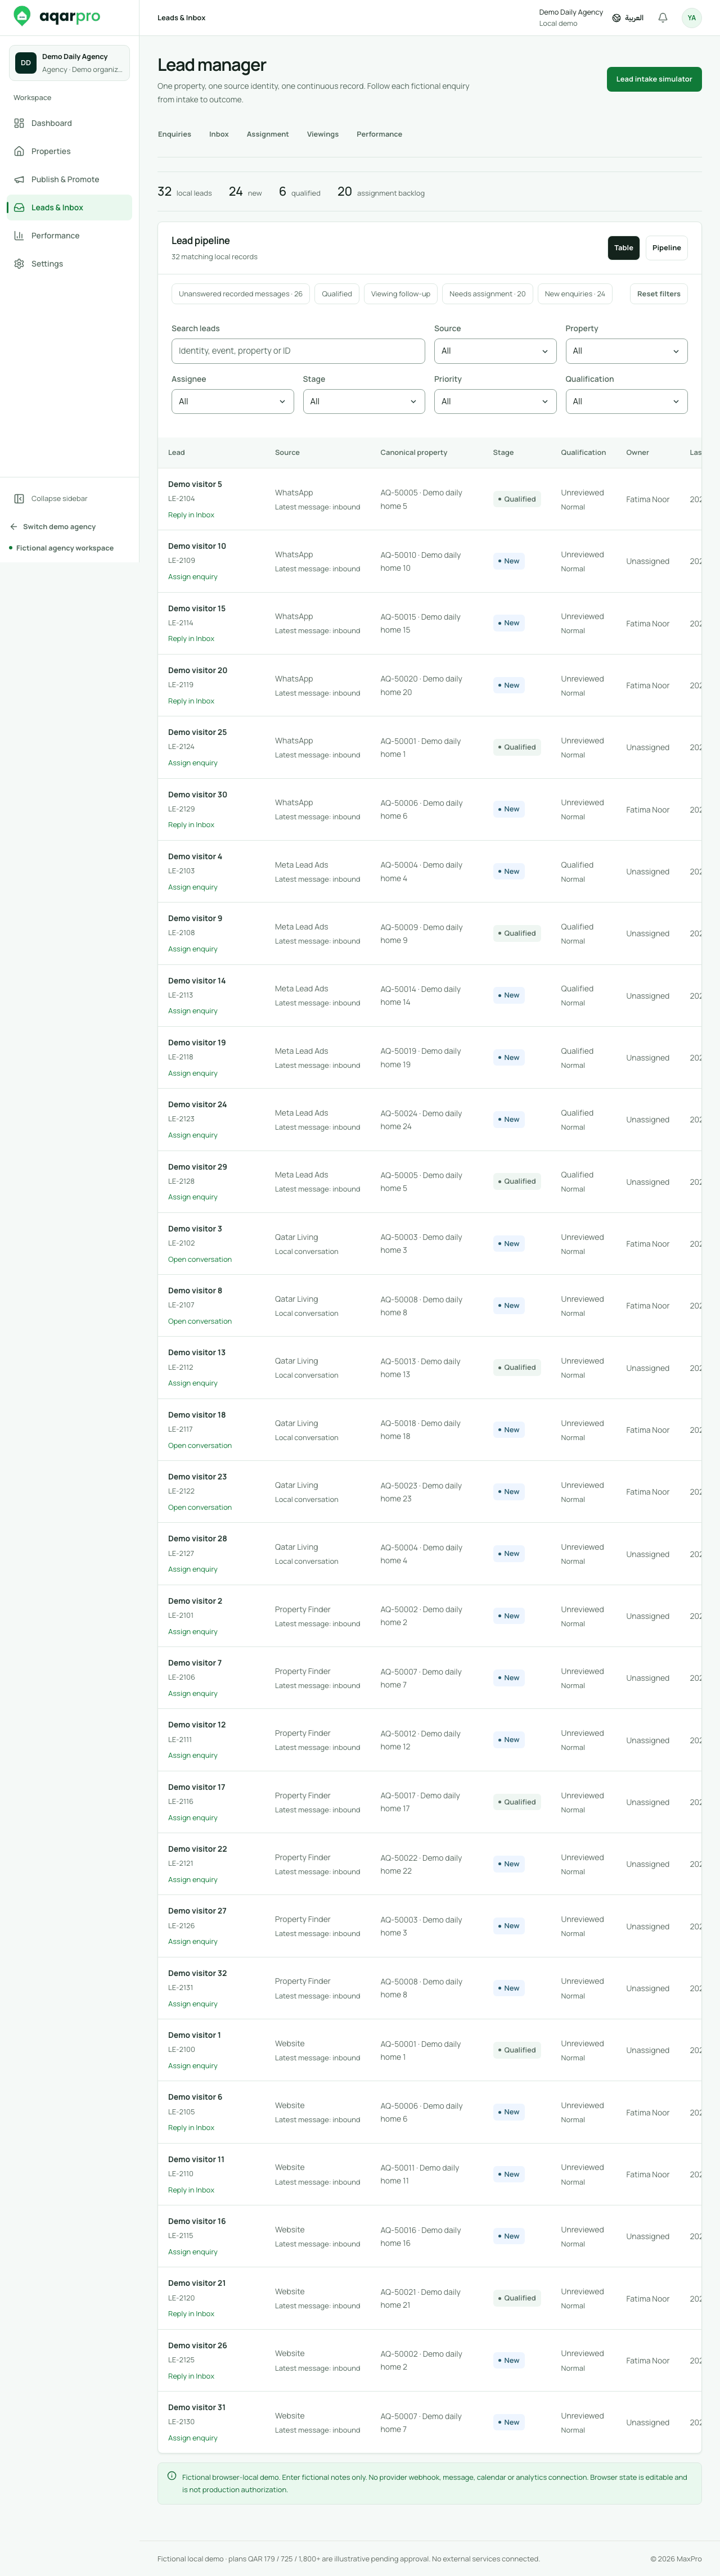 aqarpro
Leads & Inbox
Demo Daily Agency
Local demo
العربية
YA
DD
Demo Daily Agency
Agency · Demo organiz...
Workspace
Dashboard
Properties
Publish & Promote
Leads & Inbox
Performance
Settings
Collapse sidebar
Switch demo agency
Fictional agency workspace
Lead manager
One property, one source identity, one continuous record. Follow each fictional enquiry
from intake to outcome.
Lead intake simulator
Enquiries Inbox Assignment Viewings Performance
32 local leads 24 new 6 qualified 20 assignment backlog
Lead pipeline
32 matching local records
Table Pipeline
Unanswered recorded messages · 26 Qualified Viewing follow-up Needs assignment · 20 New enquiries · 24 Reset filters
Search leads Source Property
Identity, event, property or ID All All
Assignee Stage Priority Qualification
All All All All
Lead Source Canonical property Stage Qualification Owner Las
Demo visitor 5 WhatsApp AQ-50005 · Demo daily Qualified Unreviewed Fatima Noor 202
LE-2104 Latest message: inbound home 5 Normal
Reply in Inbox
Demo visitor 10 WhatsApp AQ-50010 · Demo daily New Unreviewed Unassigned 202
LE-2109 Latest message: inbound home 10 Normal
Assign enquiry
Demo visitor 15 WhatsApp AQ-50015 · Demo daily New Unreviewed Fatima Noor 202
LE-2114 Latest message: inbound home 15 Normal
Reply in Inbox
Demo visitor 20 WhatsApp AQ-50020 · Demo daily New Unreviewed Fatima Noor 202
LE-2119 Latest message: inbound home 20 Normal
Reply in Inbox
Demo visitor 25 WhatsApp AQ-50001 · Demo daily Qualified Unreviewed Unassigned 202
LE-2124 Latest message: inbound home 1 Normal
Assign enquiry
Demo visitor 30 WhatsApp AQ-50006 · Demo daily New Unreviewed Fatima Noor 202
LE-2129 Latest message: inbound home 6 Normal
Reply in Inbox
Demo visitor 4 Meta Lead Ads AQ-50004 · Demo daily New Qualified Unassigned 202
LE-2103 Latest message: inbound home 4 Normal
Assign enquiry
Demo visitor 9 Meta Lead Ads AQ-50009 · Demo daily Qualified Qualified Unassigned 202
LE-2108 Latest message: inbound home 9 Normal
Assign enquiry
Demo visitor 14 Meta Lead Ads AQ-50014 · Demo daily New Qualified Unassigned 202
LE-2113 Latest message: inbound home 14 Normal
Assign enquiry
Demo visitor 19 Meta Lead Ads AQ-50019 · Demo daily New Qualified Unassigned 202
LE-2118 Latest message: inbound home 19 Normal
Assign enquiry
Demo visitor 24 Meta Lead Ads AQ-50024 · Demo daily New Qualified Unassigned 202
LE-2123 Latest message: inbound home 24 Normal
Assign enquiry
Demo visitor 29 Meta Lead Ads AQ-50005 · Demo daily Qualified Qualified Unassigned 202
LE-2128 Latest message: inbound home 5 Normal
Assign enquiry
Demo visitor 3 Qatar Living AQ-50003 · Demo daily New Unreviewed Fatima Noor 202
LE-2102 Local conversation home 3 Normal
Open conversation
Demo visitor 8 Qatar Living AQ-50008 · Demo daily New Unreviewed Fatima Noor 202
LE-2107 Local conversation home 8 Normal
Open conversation
Demo visitor 13 Qatar Living AQ-50013 · Demo daily Qualified Unreviewed Unassigned 202
LE-2112 Local conversation home 13 Normal
Assign enquiry
Demo visitor 18 Qatar Living AQ-50018 · Demo daily New Unreviewed Fatima Noor 202
LE-2117 Local conversation home 18 Normal
Open conversation
Demo visitor 23 Qatar Living AQ-50023 · Demo daily New Unreviewed Fatima Noor 202
LE-2122 Local conversation home 23 Normal
Open conversation
Demo visitor 28 Qatar Living AQ-50004 · Demo daily New Unreviewed Unassigned 202
LE-2127 Local conversation home 4 Normal
Assign enquiry
Demo visitor 2 Property Finder AQ-50002 · Demo daily New Unreviewed Unassigned 202
LE-2101 Latest message: inbound home 2 Normal
Assign enquiry
Demo visitor 7 Property Finder AQ-50007 · Demo daily New Unreviewed Unassigned 202
LE-2106 Latest message: inbound home 7 Normal
Assign enquiry
Demo visitor 12 Property Finder AQ-50012 · Demo daily New Unreviewed Unassigned 202
LE-2111 Latest message: inbound home 12 Normal
Assign enquiry
Demo visitor 17 Property Finder AQ-50017 · Demo daily Qualified Unreviewed Unassigned 202
LE-2116 Latest message: inbound home 17 Normal
Assign enquiry
Demo visitor 22 Property Finder AQ-50022 · Demo daily New Unreviewed Unassigned 202
LE-2121 Latest message: inbound home 22 Normal
Assign enquiry
Demo visitor 27 Property Finder AQ-50003 · Demo daily New Unreviewed Unassigned 202
LE-2126 Latest message: inbound home 3 Normal
Assign enquiry
Demo visitor 32 Property Finder AQ-50008 · Demo daily New Unreviewed Unassigned 202
LE-2131 Latest message: inbound home 8 Normal
Assign enquiry
Demo visitor 1 Website AQ-50001 · Demo daily Qualified Unreviewed Unassigned 202
LE-2100 Latest message: inbound home 1 Normal
Assign enquiry
Demo visitor 6 Website AQ-50006 · Demo daily New Unreviewed Fatima Noor 202
LE-2105 Latest message: inbound home 6 Normal
Reply in Inbox
Demo visitor 11 Website AQ-50011 · Demo daily New Unreviewed Fatima Noor 202
LE-2110 Latest message: inbound home 11 Normal
Reply in Inbox
Demo visitor 16 Website AQ-50016 · Demo daily New Unreviewed Unassigned 202
LE-2115 Latest message: inbound home 16 Normal
Assign enquiry
Demo visitor 21 Website AQ-50021 · Demo daily Qualified Unreviewed Fatima Noor 202
LE-2120 Latest message: inbound home 21 Normal
Reply in Inbox
Demo visitor 26 Website AQ-50002 · Demo daily New Unreviewed Fatima Noor 202
LE-2125 Latest message: inbound home 2 Normal
Reply in Inbox
Demo visitor 31 Website AQ-50007 · Demo daily New Unreviewed Unassigned 202
LE-2130 Latest message: inbound home 7 Normal
Assign enquiry
Fictional browser-local demo. Enter fictional notes only. No provider webhook, message, calendar or analytics connection. Browser state is editable and
is not production authorization.
Fictional local demo · plans QAR 179 / 725 / 1,800+ are illustrative pending approval. No external services connected. © 2026 MaxPro